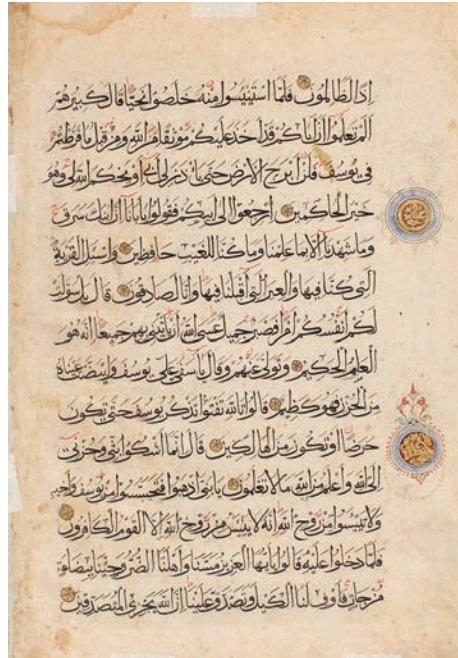 إذا لظالمون فلما استيئسوا منه خلصوا نجيا قال كبيرهم
ألم تعلموا أن أباكم قد أخذ عليكم موثقا من الله ومن قبل ما فرطتم
في يوسف فلن أبرح الأرض حتى يأذن لي أبي أو يحكم الله لي وهو
خير الحاكمين ارجعوا إلى أبيكم فقولوا يا أبانا إن ابنك سرق
وما شهدنا إلا بما علمنا وما كنا للغيب حافظين واسئل القرية
التي كنا فيها والعير التي أقبلنا فيها وإنا لصادقون قال بل سولت
لكم أنفسكم أمرا فصبر جميل عسى الله أن يأتيني بهم جميعا إنه هو
العليم الحكيم وتولى عنهم وقال يا أسفى على يوسف وابيضت عيناه
من الحزن فهو كظيم قالوا تالله تفتؤا تذكر يوسف حتى تكون
حرضا أو تكون من الهالكين قال إنما أشكوا بثي وحزني
إلى الله وأعلم من الله ما لا تعلمون يا بني اذهبوا فتحسسوا من يوسف وأخيه
ولا تيئسوا من روح الله إنه لا ييئس من روح الله إلا القوم الكافرون
فلما دخلوا عليه قالوا يا أيها العزيز مسنا وأهلنا الضر وجئنا ببضاعة
مزجاة فأوف لنا الكيل وتصدق علينا إن الله يجزي المتصدقين